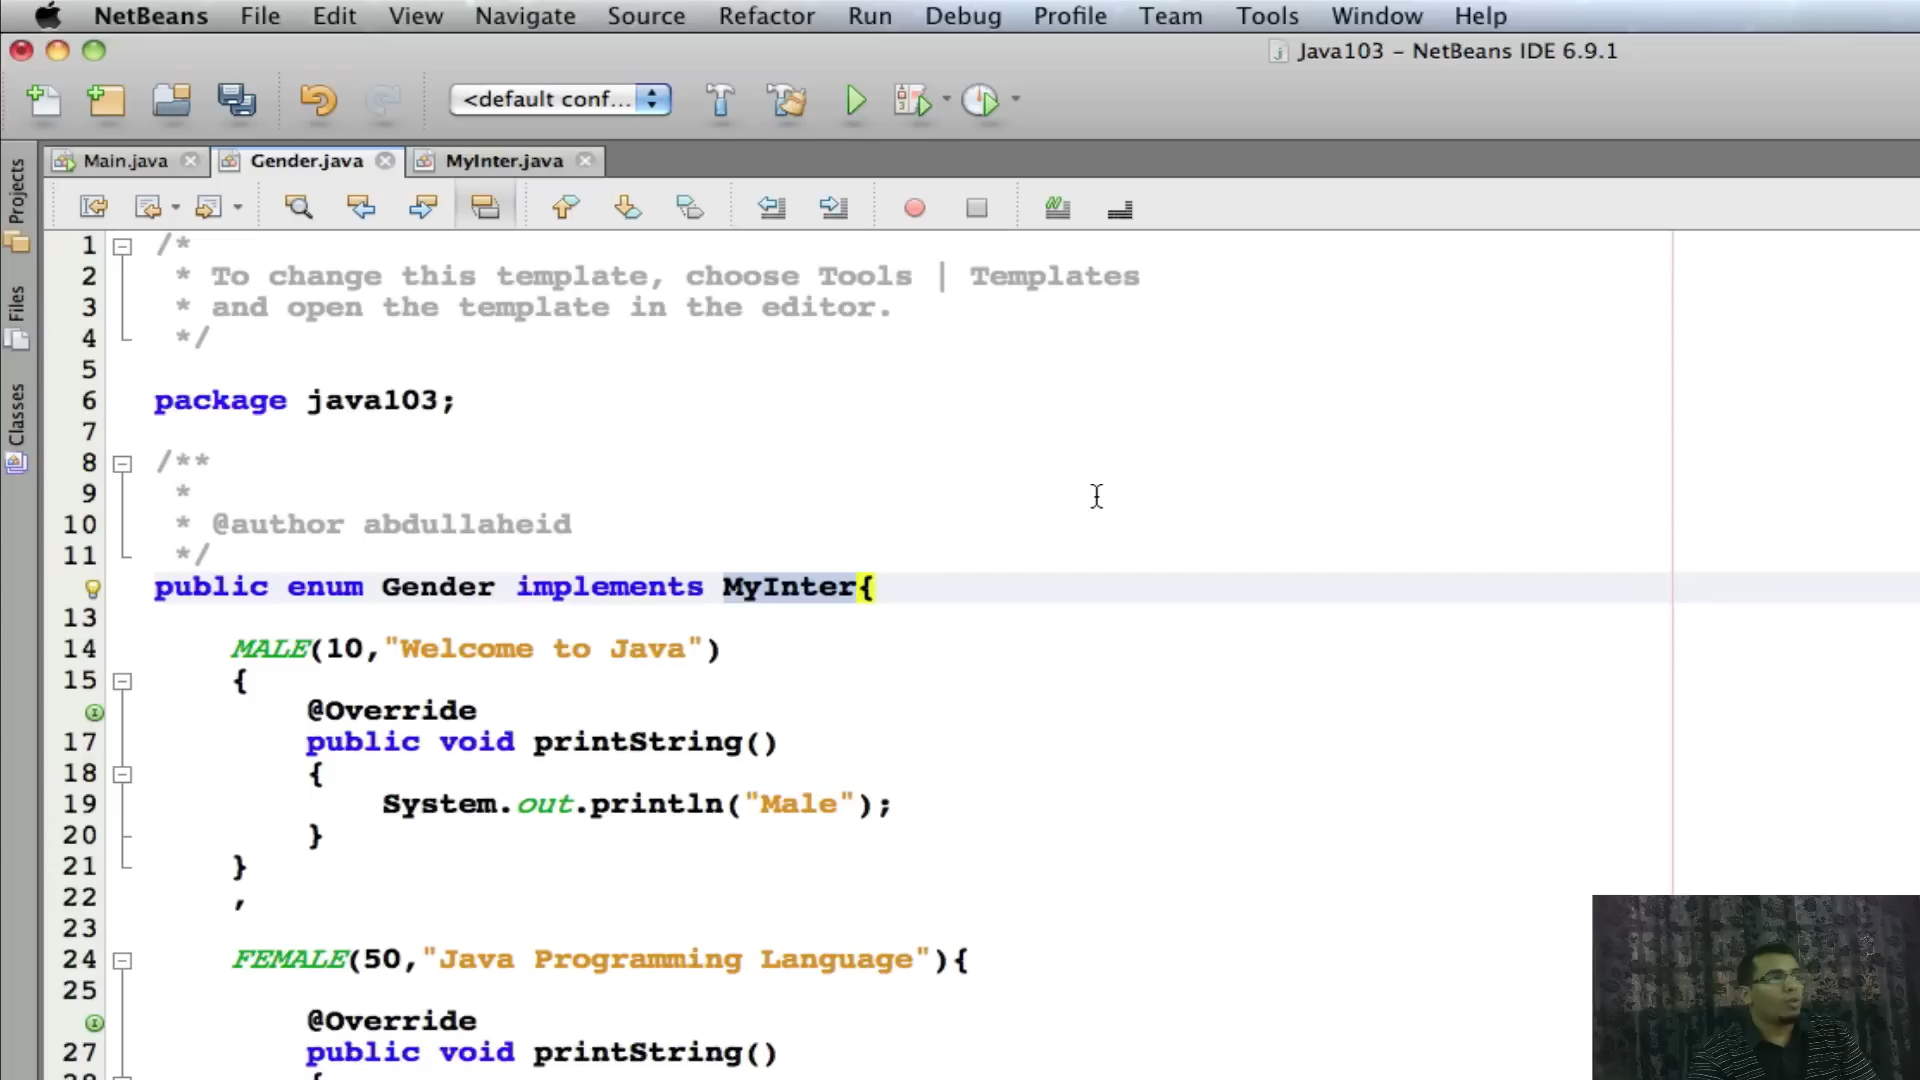 NetBeans File Edit View Navigate Source Refactor Run Debug Profile Team Tools Window Help
Java103 – NetBeans IDE 6.9.1
<default conf...
Main.java Gender.java MyInter.java
Projects
Files
Classes
1 /*
2 * To change this template, choose Tools | Templates
3 * and open the template in the editor.
4 */
5
6 package java103;
7
8 /**
9 *
10 * @author abdullaheid
11 */
public enum Gender implements MyInter{
13
14 MALE(10,"Welcome to Java")
15 {
@Override
17 public void printString()
18 {
19 System.out.println("Male");
20 }
21 }
22 ,
23
24 FEMALE(50,"Java Programming Language"){
25
@Override
27 public void printString()
28 {